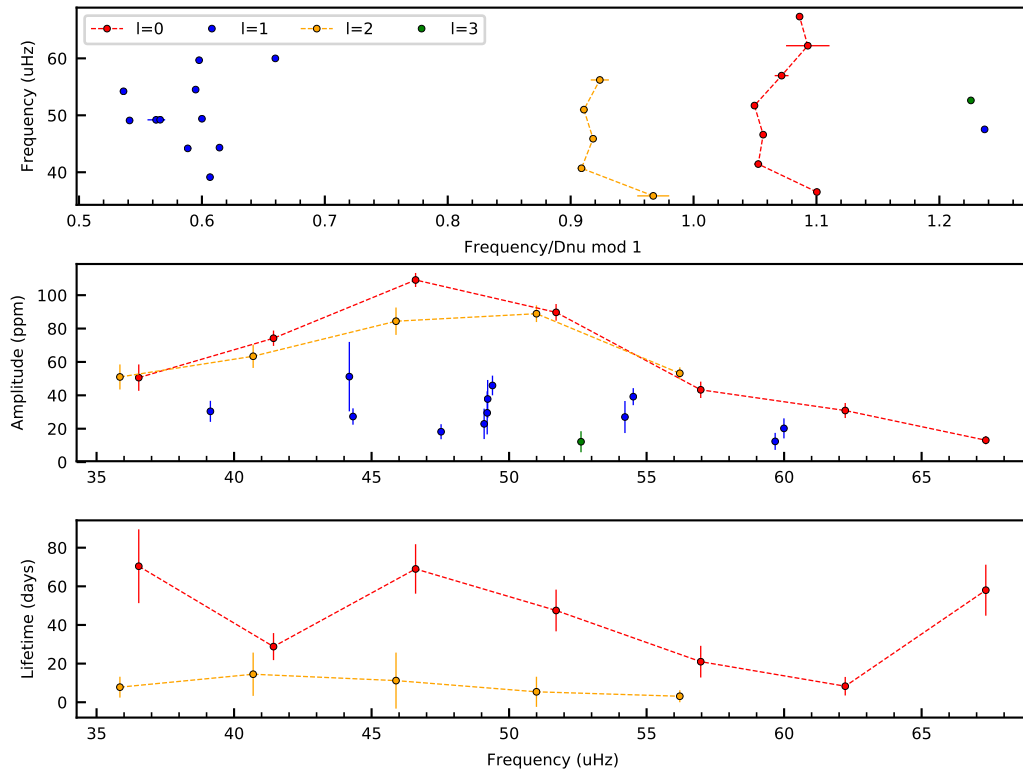 l=0 l=1 l=2 l=3
Frequency (uHz)
60
50
40
0.5 0.6 0.7 0.8 0.9 1.0 1.1 1.2
Frequency/Dnu mod 1
Amplitude (ppm)
100
80
60
40
20
0
35 40 45 50 55 60 65
Lifetime (days)
80
60
40
20
0
35 40 45 50 55 60 65
Frequency (uHz)